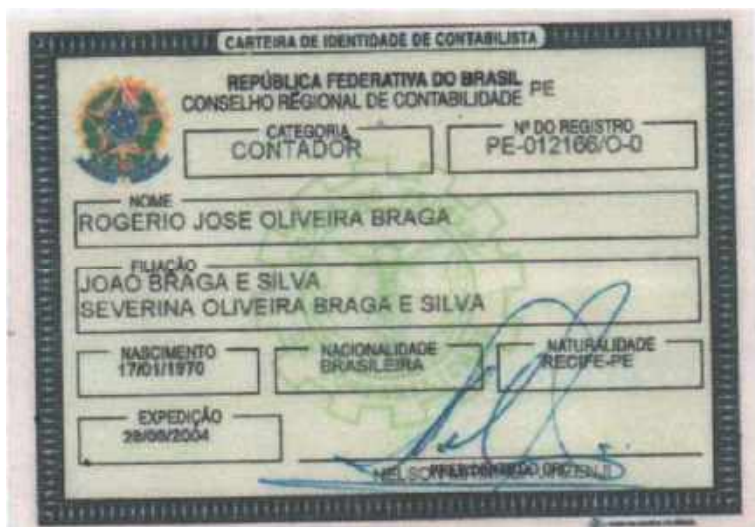 CARTEIRA DE IDENTIDADE DE CONTABILISTA
REPÚBLICA FEDERATIVA DO BRASIL
CONSELHO REGIONAL DE CONTABILIDADE PE
CATEGORIA
CONTADOR
Nº DO REGISTRO
PE-012166/O-0
NOME
ROGERIO JOSE OLIVEIRA BRAGA
FILIAÇÃO
JOAO BRAGA E SILVA
SEVERINA OLIVEIRA BRAGA E SILVA
NASCIMENTO
17/01/1970
NACIONALIDADE
BRASILEIRA
NATURALIDADE
RECIFE-PE
EXPEDIÇÃO
NELSON